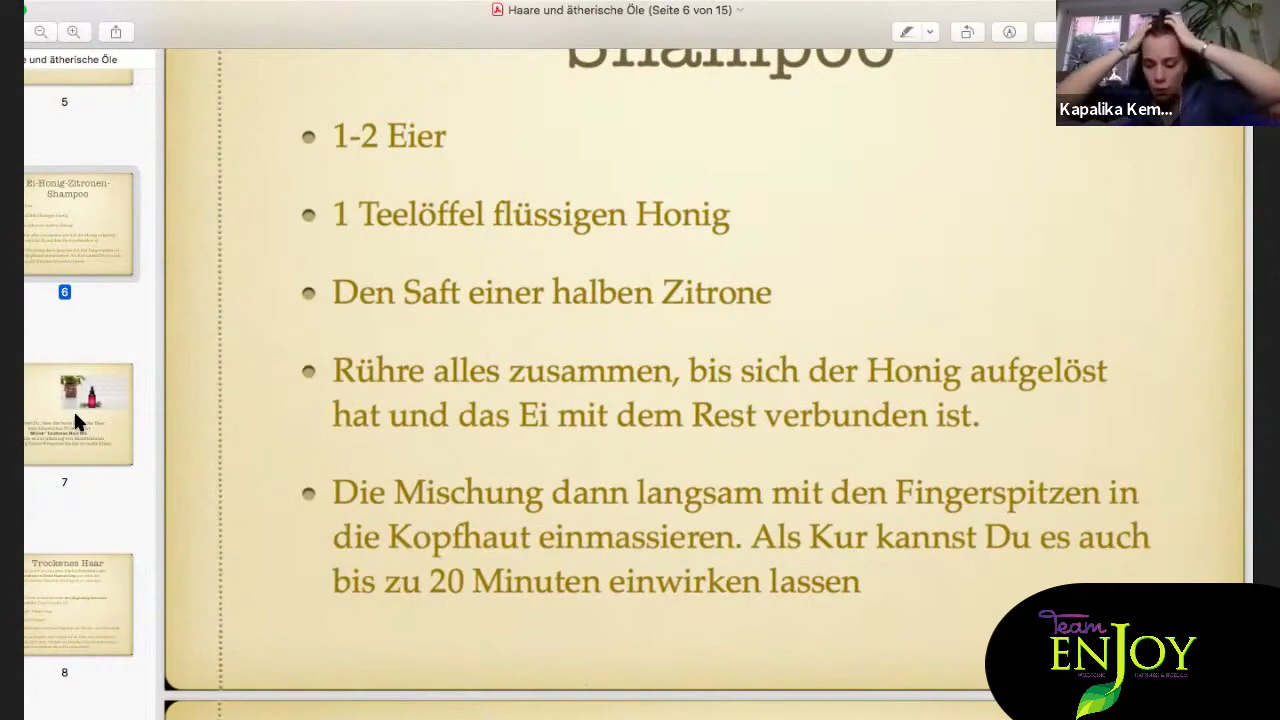 Haare und ätherische Öle (Seite 6 von 15)
e und ätherische Öle
Shampoo
Kapalika Kem...
5
1-2 Eier
Ei-Honig-Zitronen-
Shampoo
1 Teelöffel flüssigen Honig
6
Den Saft einer halben Zitrone
Rühre alles zusammen, bis sich der Honig aufgelöst
hat und das Ei mit dem Rest verbunden ist.
7
Die Mischung dann langsam mit den Fingerspitzen in
die Kopfhaut einmassieren. Als Kur kannst Du es auch
bis zu 20 Minuten einwirken lassen
Trockenes Haar
8
Team
ENJOY